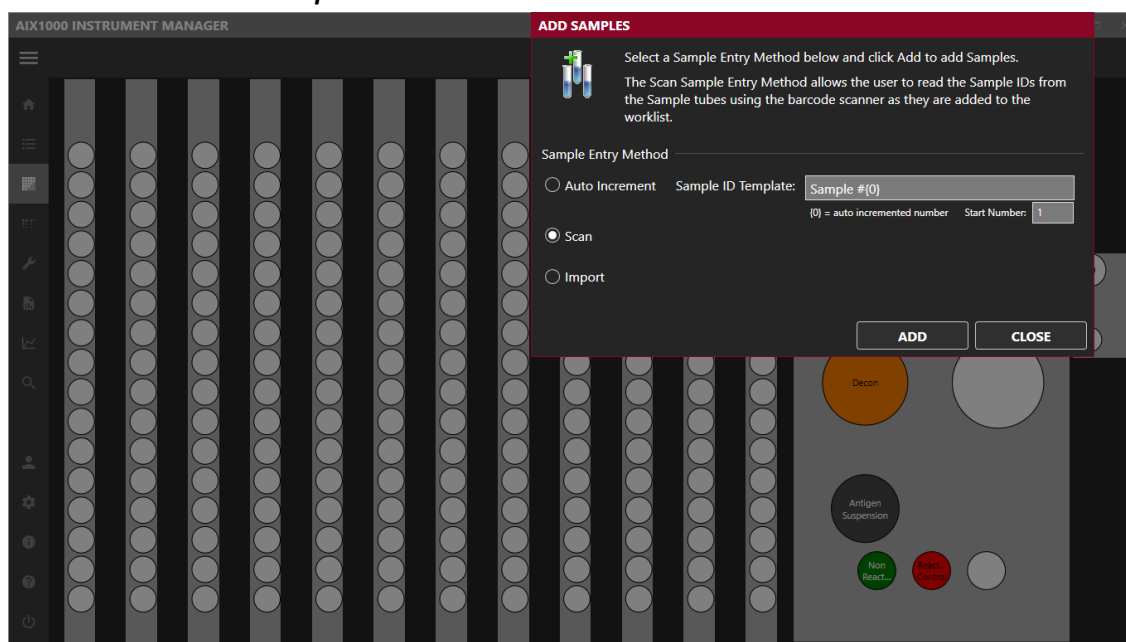 AIX1000 INSTRUMENT MANAGER
ADD SAMPLES
Select a Sample Entry Method below and click Add to add Samples.
The Scan Sample Entry Method allows the user to read the Sample IDs from
the Sample tubes using the barcode scanner as they are added to the
worklist.
Sample Entry Method
Auto Increment Sample ID Template: Sample #{0}
{0} = auto incremented number Start Number: 1
Scan
Import
ADD CLOSE
Decon
Antigen
Suspension
Non
React...
React...
Control